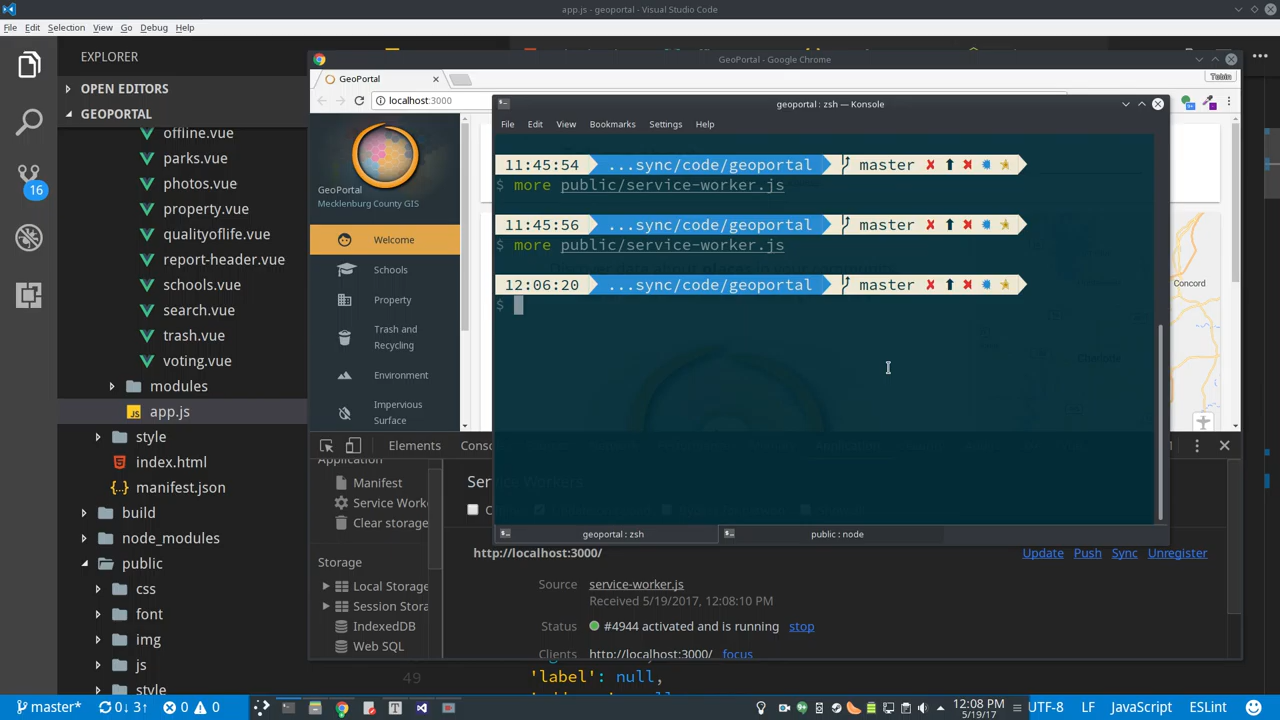 app.js - geoportal - Visual Studio Code
File Edit Selection View Go Debug Help
EXPLORER
OPEN EDITORS
GEOPORTAL
offline.vue
parks.vue
photos.vue
property.vue
qualityoflife.vue
report-header.vue
schools.vue
search.vue
trash.vue
voting.vue
modules
app.js
style
index.html
manifest.json
build
node_modules
public
css
font
img
js
style
16
GeoPortal - Google Chrome
GeoPortal
Tobin
localhost:3000
GeoPortal
Mecklenburg County GIS
Welcome
Schools
Property
Trash and
Recycling
Environment
Impervious
Surface
Concord
geoportal : zsh — Konsole
File Edit View Bookmarks Settings Help
11:45:54 ...sync/code/geoportal master
$ more public/service-worker.js
11:45:56 ...sync/code/geoportal master
$ more public/service-worker.js
12:06:20 ...sync/code/geoportal master
$
geoportal : zsh
public : node
Elements
Application
Manifest
Clear storage
Storage
IndexedDB
Web SQL
http://localhost:3000/
Update Push Sync Unregister
Source service-worker.js
Received 5/19/2017, 12:08:10 PM
Status #4944 activated and is running stop
Clients http://localhost:3000/ focus
49 'label': null,
master* 0↓ 3↑ 0 0
12:08 PM
5/19/17
UTF-8 LF JavaScript ESLint